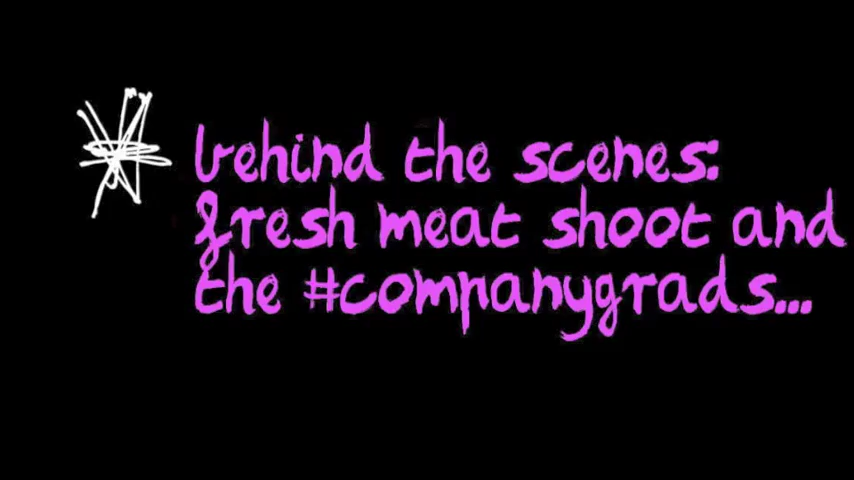 behind the scenes:
fresh meat shoot and
the #companygrads...